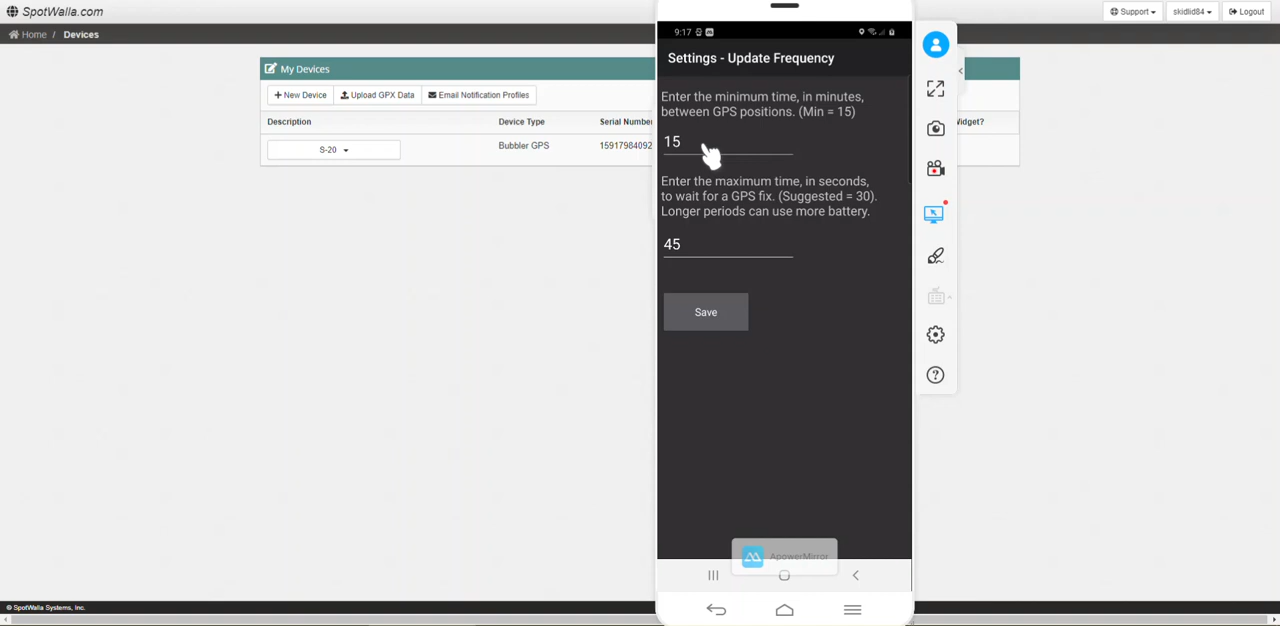 SpotWalla.com
Support
skidlid84
Logout
Home / Devices
My Devices
New Device
Upload GPX Data
Email Notification Profiles
Description
Device Type
Serial Number
Widget?
S-20
Bubbler GPS
15917984092
9:17
Settings - Update Frequency
Enter the minimum time, in minutes,
between GPS positions. (Min = 15)
15
Enter the maximum time, in seconds,
to wait for a GPS fix. (Suggested = 30).
Longer periods can use more battery.
45
Save
ApowerMirror
© SpotWalla Systems, Inc.